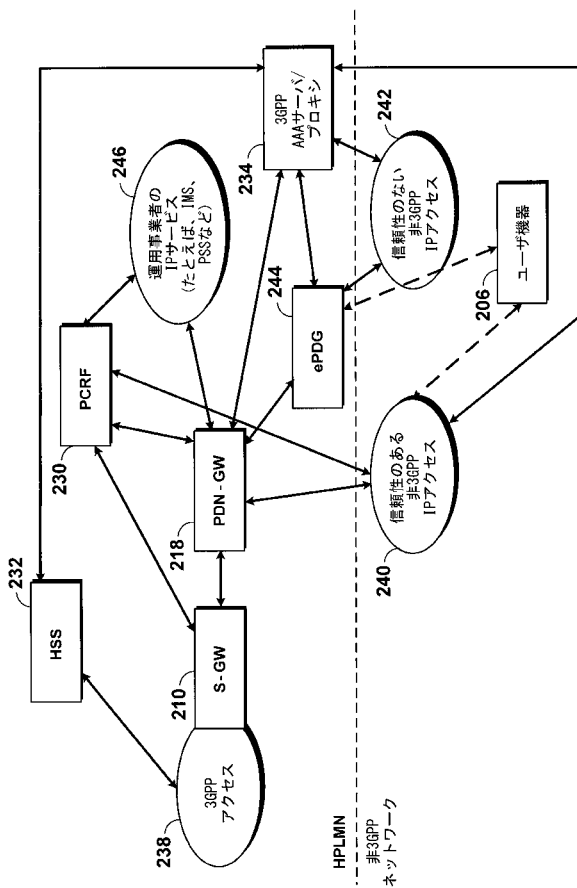 232
HSS
238
3GPP
アクセス
210
S-GW
230
PCRF
218
PDN-GW
246
運用事業者の
IPサービス
(たとえば、IMS、
PSSなど)
234
3GPP
AAAサーバ/
プロキシ
244
ePDG
HPLMN
非3GPP
ネットワーク
240
信頼性のある
非3GPP
IPアクセス
242
信頼性のない
非3GPP
IPアクセス
206
ユーザ機器